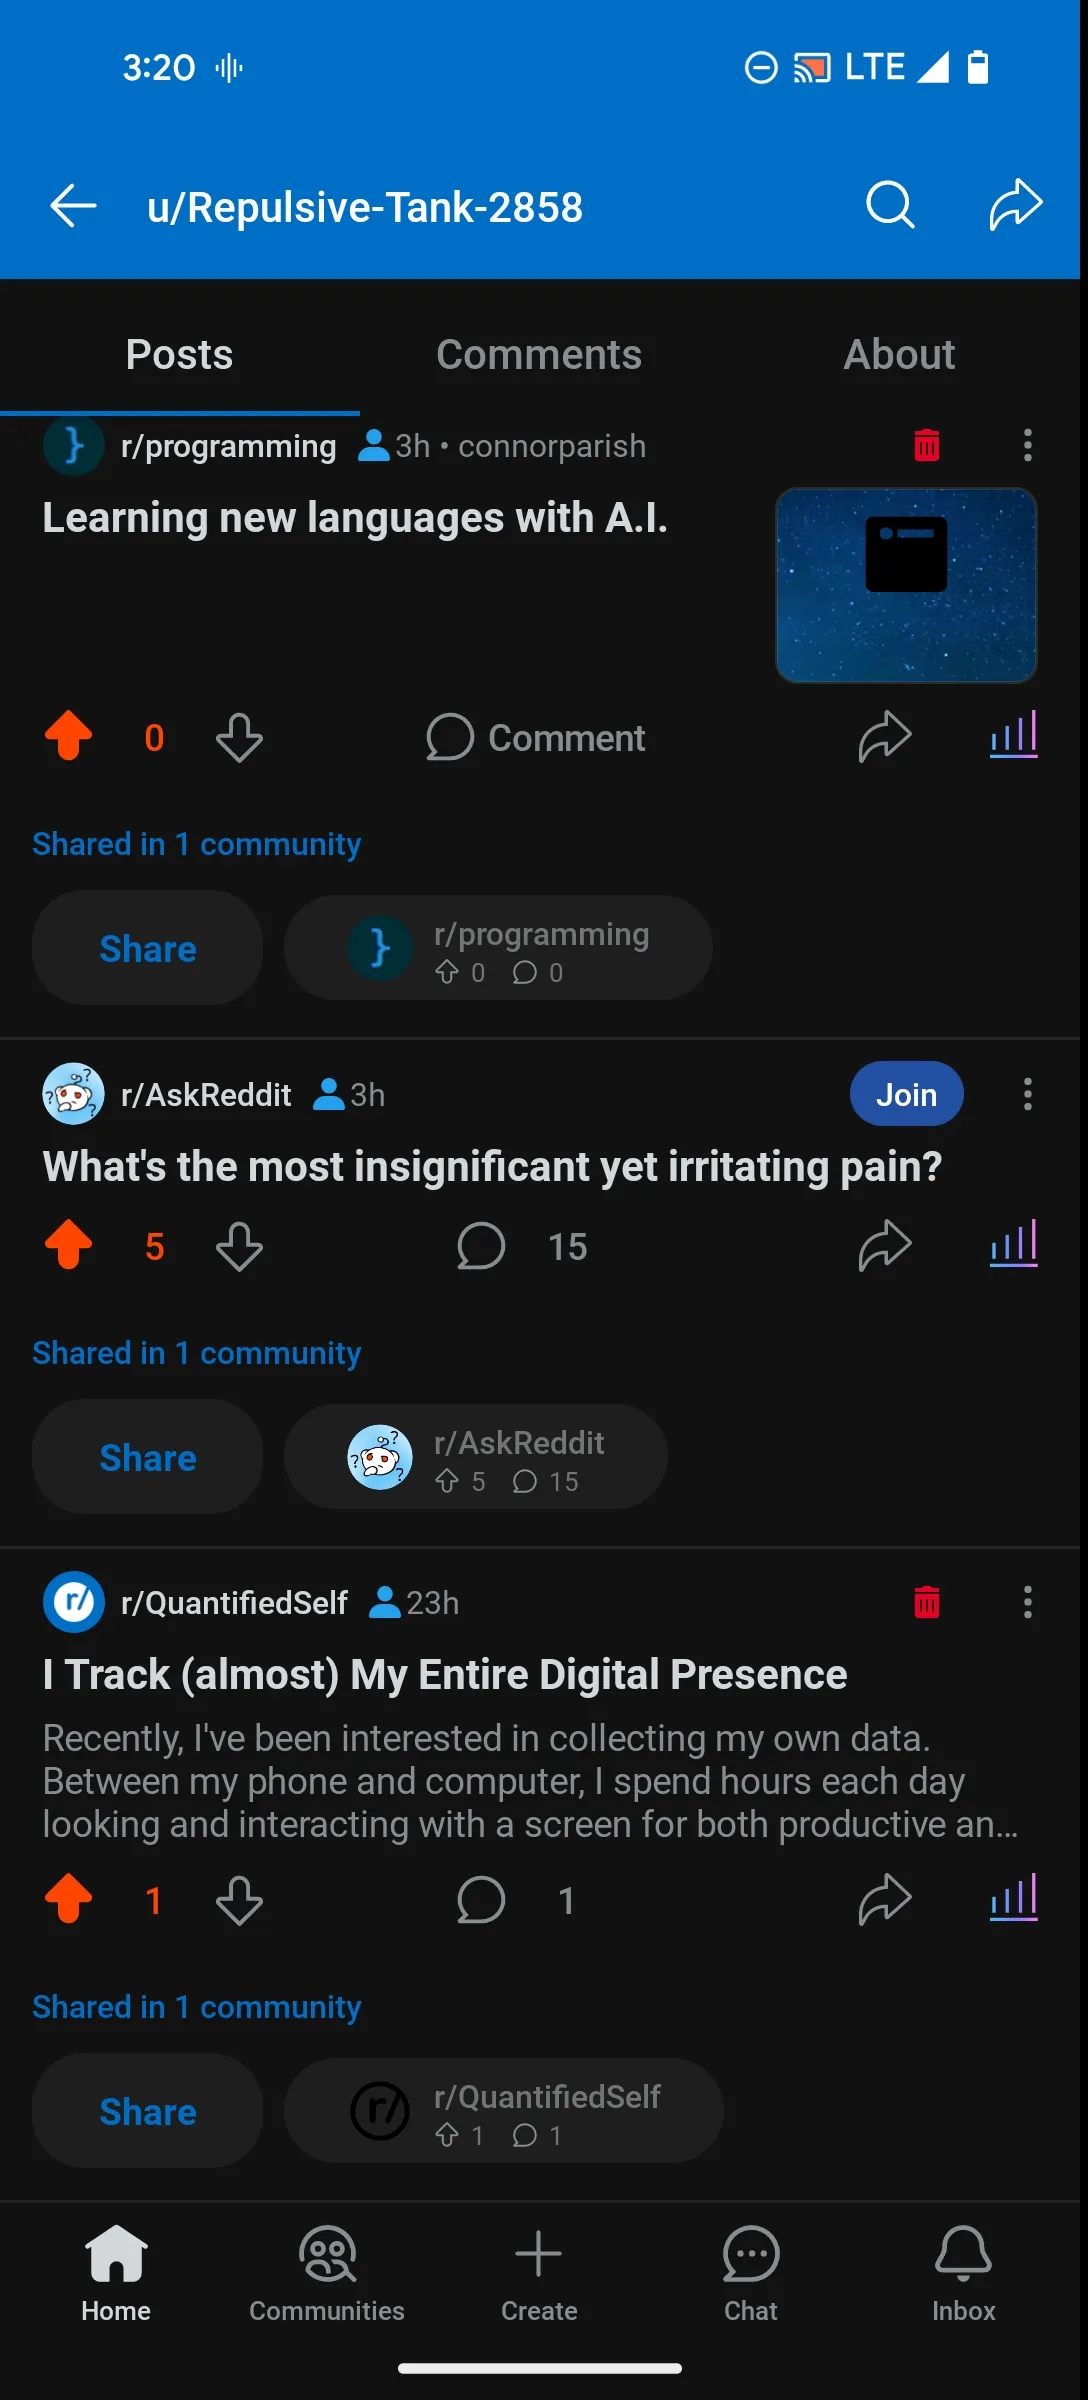 3:20 LTE
u/Repulsive-Tank-2858
Posts Comments About
r/programming 3h • connorparish
Learning new languages with A.I.
0 Comment
Shared in 1 community
Share
r/programming
0 0
r/AskReddit 3h Join
What's the most insignificant yet irritating pain?
5 15
Shared in 1 community
Share
r/AskReddit
5 15
r/ r/QuantifiedSelf 23h
I Track (almost) My Entire Digital Presence
Recently, I've been interested in collecting my own data.
Between my phone and computer, I spend hours each day
looking and interacting with a screen for both productive an...
1 1
Shared in 1 community
Share
r/ r/QuantifiedSelf
1 1
Home Communities Create Chat Inbox